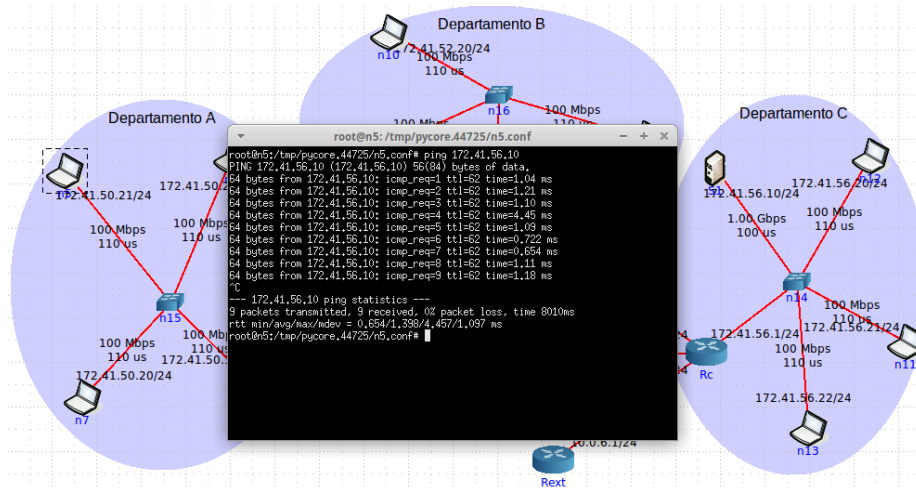 Departamento B
n10
72.41.52.20/24
100 Mbps
110 us
n16
100 Mbps
Departamento A
Departamento C
172.41.50.21/24
172.41.50.
100 Mbps
110 us
100 Mbps
110 us
n15
100 Mbps
110 us
172.41.50.20/24
172.41.50.
n7
root@n5: /tmp/pycore.44725/n5.conf
root@n5:/tmp/pycore.44725/n5.conf# ping 172.41.56.10
PING 172.41.56.10 (172.41.56.10) 56(84) bytes of data.
64 bytes from 172.41.56.10: icmp_req=1 ttl=62 time=1.04 ms
64 bytes from 172.41.56.10: icmp_req=2 ttl=62 time=1.21 ms
64 bytes from 172.41.56.10: icmp_req=3 ttl=62 time=1.10 ms
64 bytes from 172.41.56.10: icmp_req=4 ttl=62 time=4.45 ms
64 bytes from 172.41.56.10: icmp_req=5 ttl=62 time=1.09 ms
64 bytes from 172.41.56.10: icmp_req=6 ttl=62 time=0.722 ms
64 bytes from 172.41.56.10: icmp_req=7 ttl=62 time=0.654 ms
64 bytes from 172.41.56.10: icmp_req=8 ttl=62 time=1.11 ms
64 bytes from 172.41.56.10: icmp_req=9 ttl=62 time=1.18 ms
^C
--- 172.41.56.10 ping statistics ---
9 packets transmitted, 9 received, 0% packet loss, time 8010ms
rtt min/avg/max/mdev = 0.654/1.398/4.457/1.097 ms
root@n5:/tmp/pycore.44725/n5.conf#
S1
n12
172.41.56.10/24
172.41.56.20/24
1.00 Gbps
100 us
100 Mbps
110 us
n14
172.41.56.1/24
172.41.56.21/24
100 Mbps
110 us
100 Mbps
110 us
Rc
n11
172.41.56.22/24
n13
10.0.6.1/24
Rext